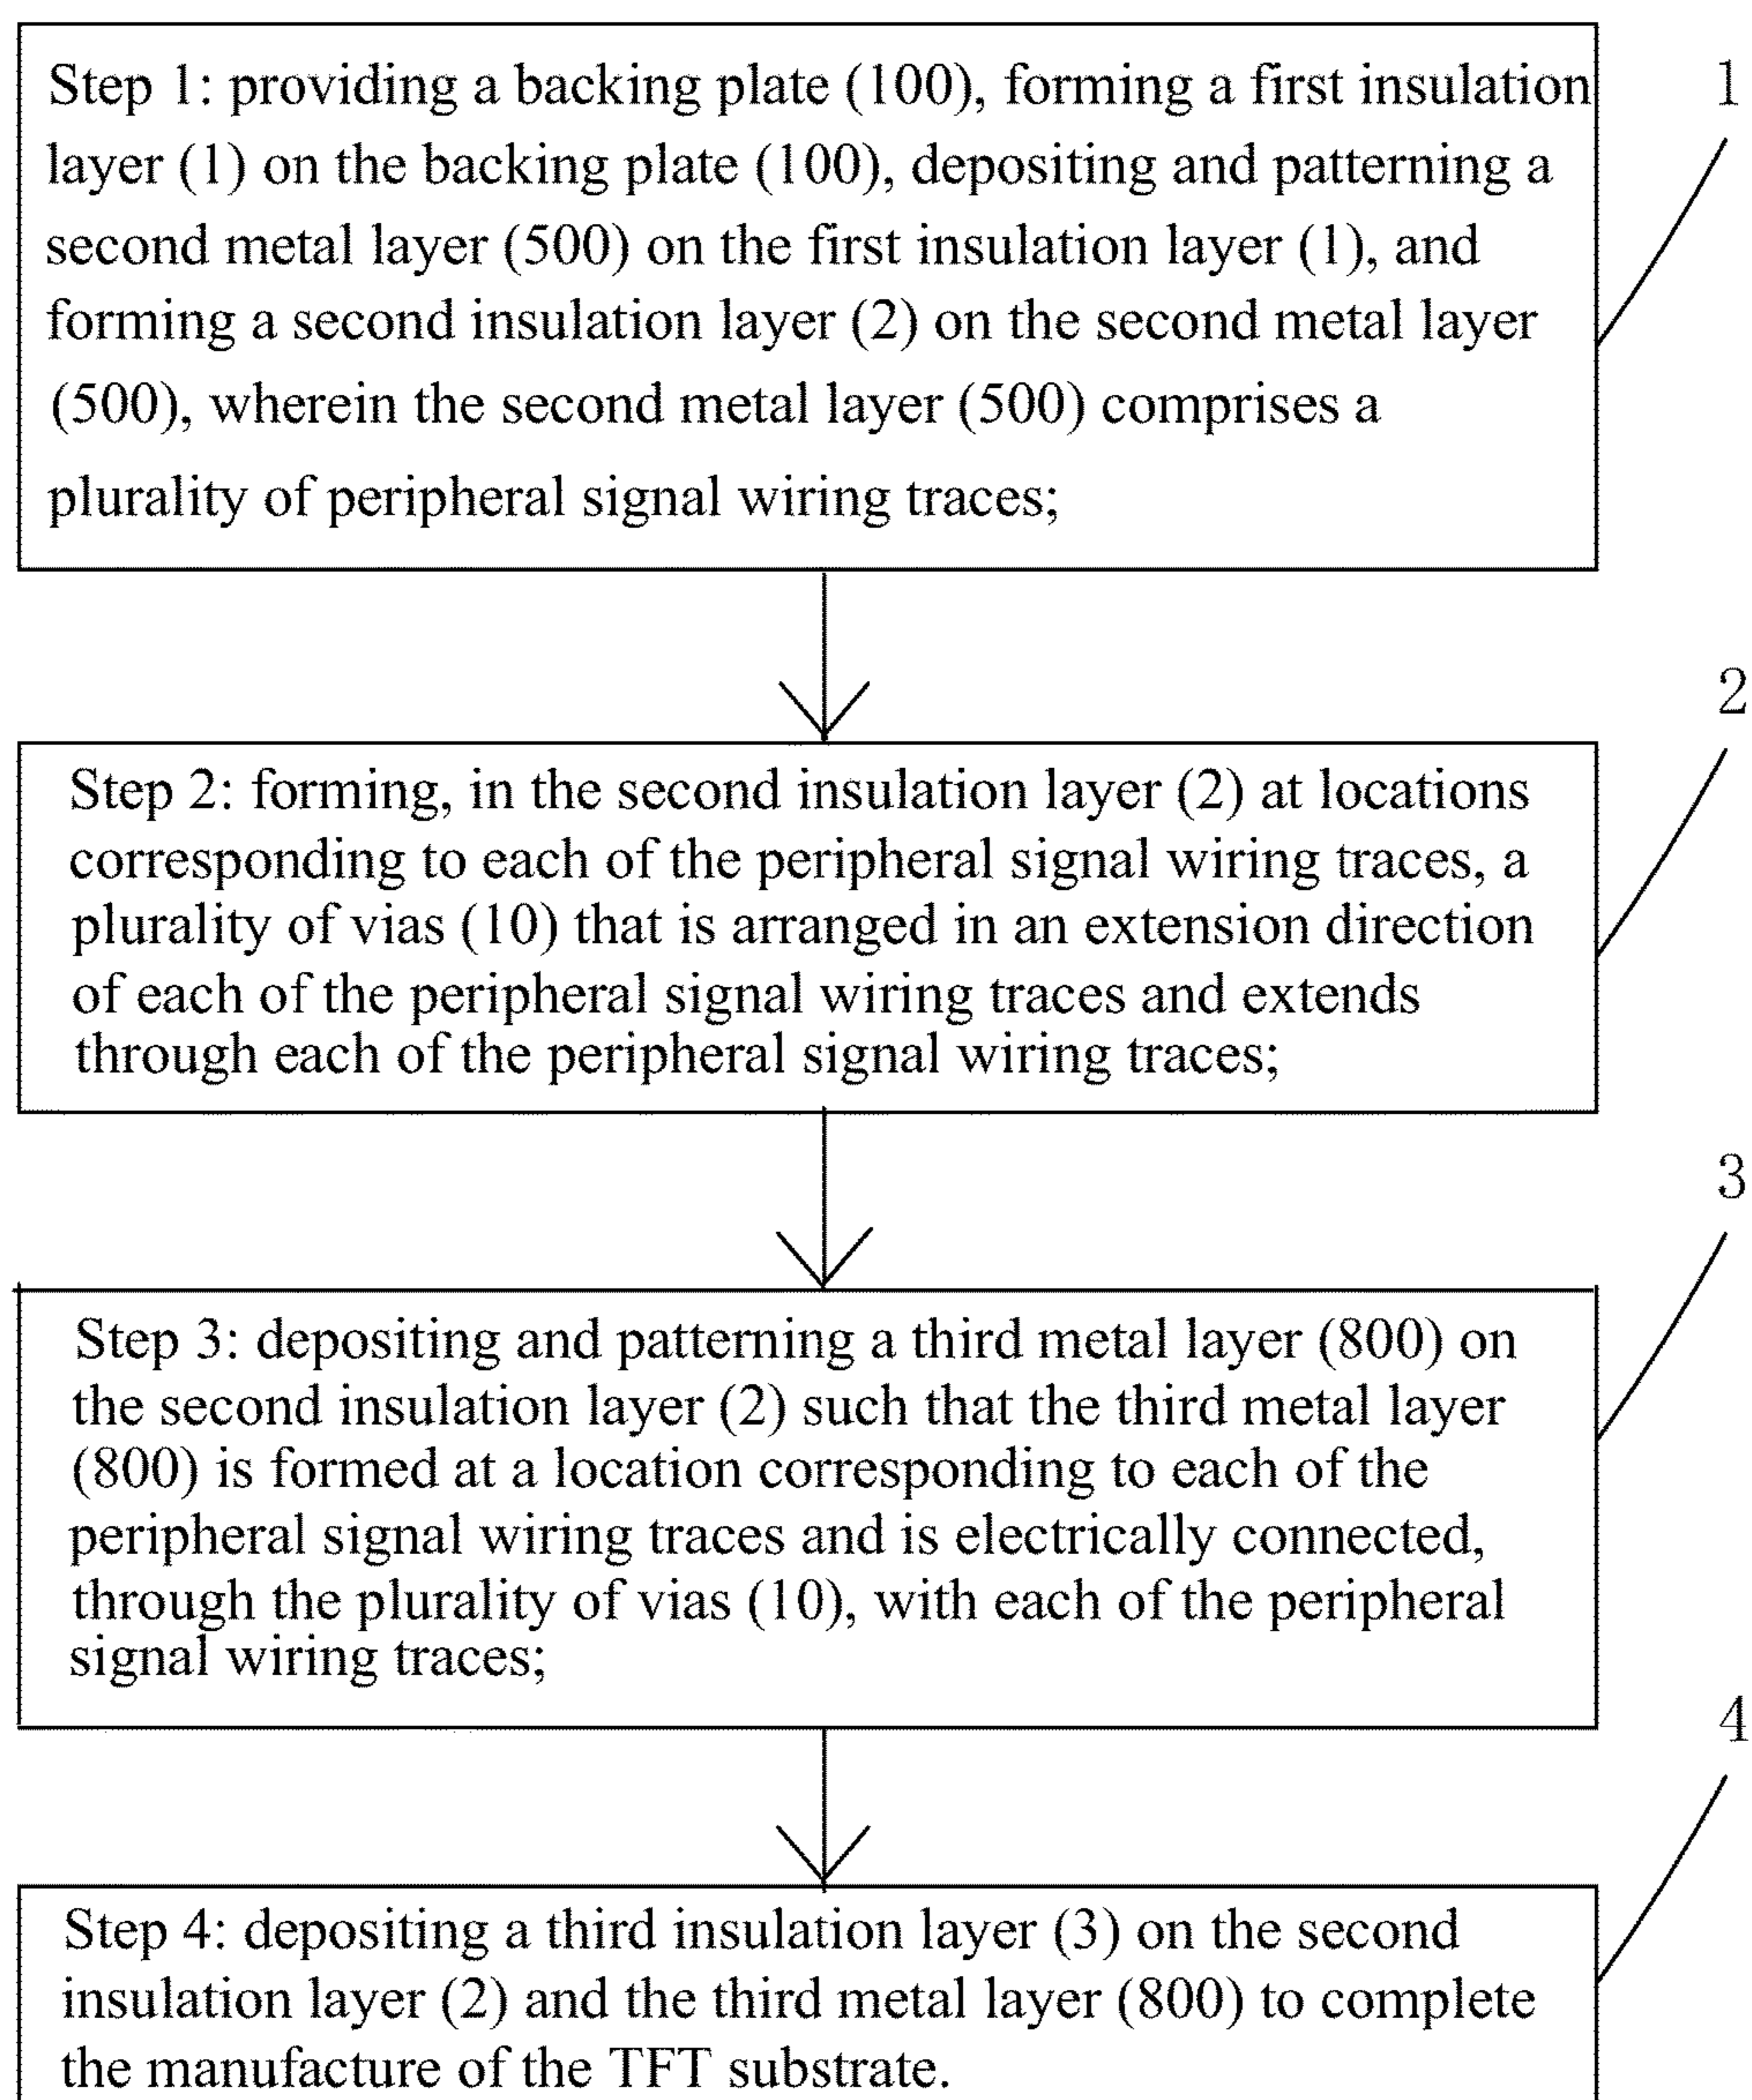 Step 1: providing a backing plate (100), forming a first insulation
layer (1) on the backing plate (100), depositing and patterning a
second metal layer (500) on the first insulation layer (1), and
forming a second insulation layer (2) on the second metal layer
(500), wherein the second metal layer (500) comprises a
plurality of peripheral signal wiring traces;
1
Step 2: forming, in the second insulation layer (2) at locations
corresponding to each of the peripheral signal wiring traces, a
plurality of vias (10) that is arranged in an extension direction
of each of the peripheral signal wiring traces and extends
through each of the peripheral signal wiring traces;
2
Step 3: depositing and patterning a third metal layer (800) on
the second insulation layer (2) such that the third metal layer
(800) is formed at a location corresponding to each of the
peripheral signal wiring traces and is electrically connected,
through the plurality of vias (10), with each of the peripheral
signal wiring traces;
3
Step 4: depositing a third insulation layer (3) on the second
insulation layer (2) and the third metal layer (800) to complete
the manufacture of the TFT substrate.
4